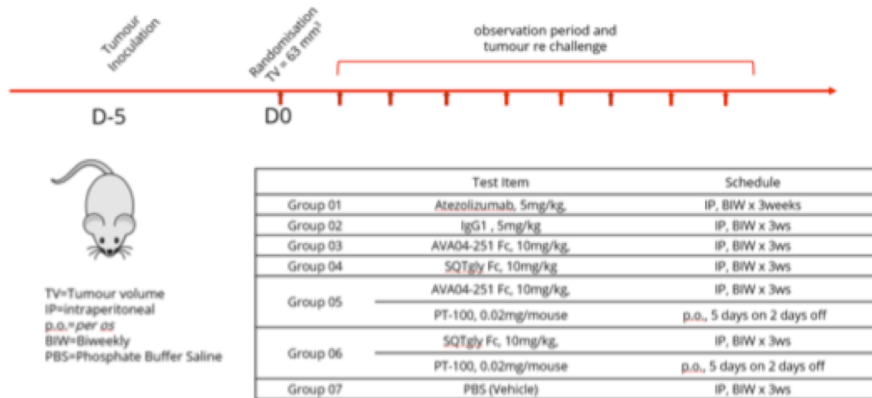 Tumour
Inoculation
Randomisation
TV = 63 mm³
observation period and
tumour re challenge
D-5
D0
Test Item Schedule
Group 01 Atezolizumab, 5mg/kg, IP, BIW x 3weeks
Group 02 IgG1 , 5mg/kg IP, BIW x 3ws
Group 03 AVA04-251 Fc, 10mg/kg, IP, BIW x 3ws
Group 04 SQTgly Fc, 10mg/kg IP, BIW x 3ws
Group 05 AVA04-251 Fc, 10mg/kg, IP, BIW x 3ws
PT-100, 0.02mg/mouse p.o., 5 days on 2 days off
Group 06 SQTgly Fc, 10mg/kg, IP, BIW x 3ws
PT-100, 0.02mg/mouse p.o., 5 days on 2 days off
Group 07 PBS (Vehicle) IP, BIW x 3ws
TV=Tumour volume
IP=intraperitoneal
p.o.=per os
BIW=Biweekly
PBS=Phosphate Buffer Saline